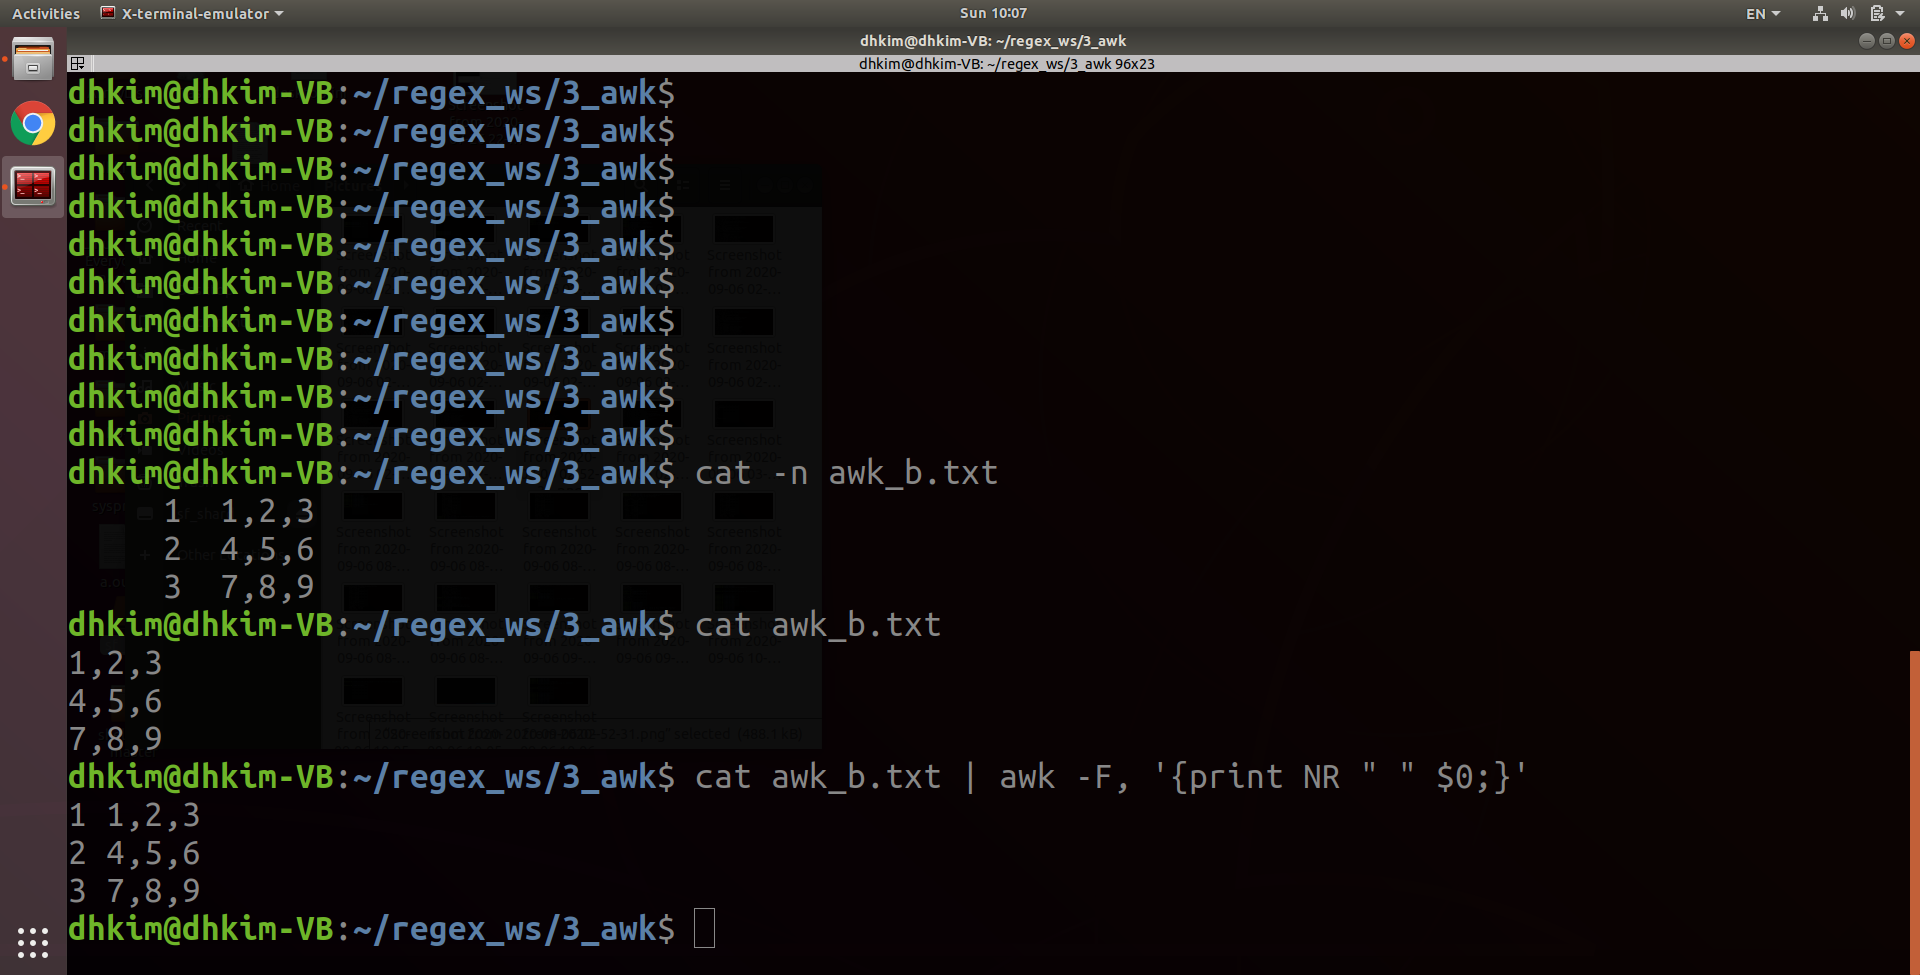 Activities X-terminal-emulator Sun 10:07 EN
dhkim@dhkim-VB: ~/regex_ws/3_awk
dhkim@dhkim-VB: ~/regex_ws/3_awk 96x23
dhkim@dhkim-VB:~/regex_ws/3_awk$
dhkim@dhkim-VB:~/regex_ws/3_awk$
dhkim@dhkim-VB:~/regex_ws/3_awk$
dhkim@dhkim-VB:~/regex_ws/3_awk$
dhkim@dhkim-VB:~/regex_ws/3_awk$
dhkim@dhkim-VB:~/regex_ws/3_awk$
dhkim@dhkim-VB:~/regex_ws/3_awk$
dhkim@dhkim-VB:~/regex_ws/3_awk$
dhkim@dhkim-VB:~/regex_ws/3_awk$
dhkim@dhkim-VB:~/regex_ws/3_awk$
dhkim@dhkim-VB:~/regex_ws/3_awk$ cat -n awk_b.txt
     1  1,2,3
     2  4,5,6
     3  7,8,9
dhkim@dhkim-VB:~/regex_ws/3_awk$ cat awk_b.txt
1,2,3
4,5,6
7,8,9
dhkim@dhkim-VB:~/regex_ws/3_awk$ cat awk_b.txt | awk -F, '{print NR " " $0;}'
1 1,2,3
2 4,5,6
3 7,8,9
dhkim@dhkim-VB:~/regex_ws/3_awk$